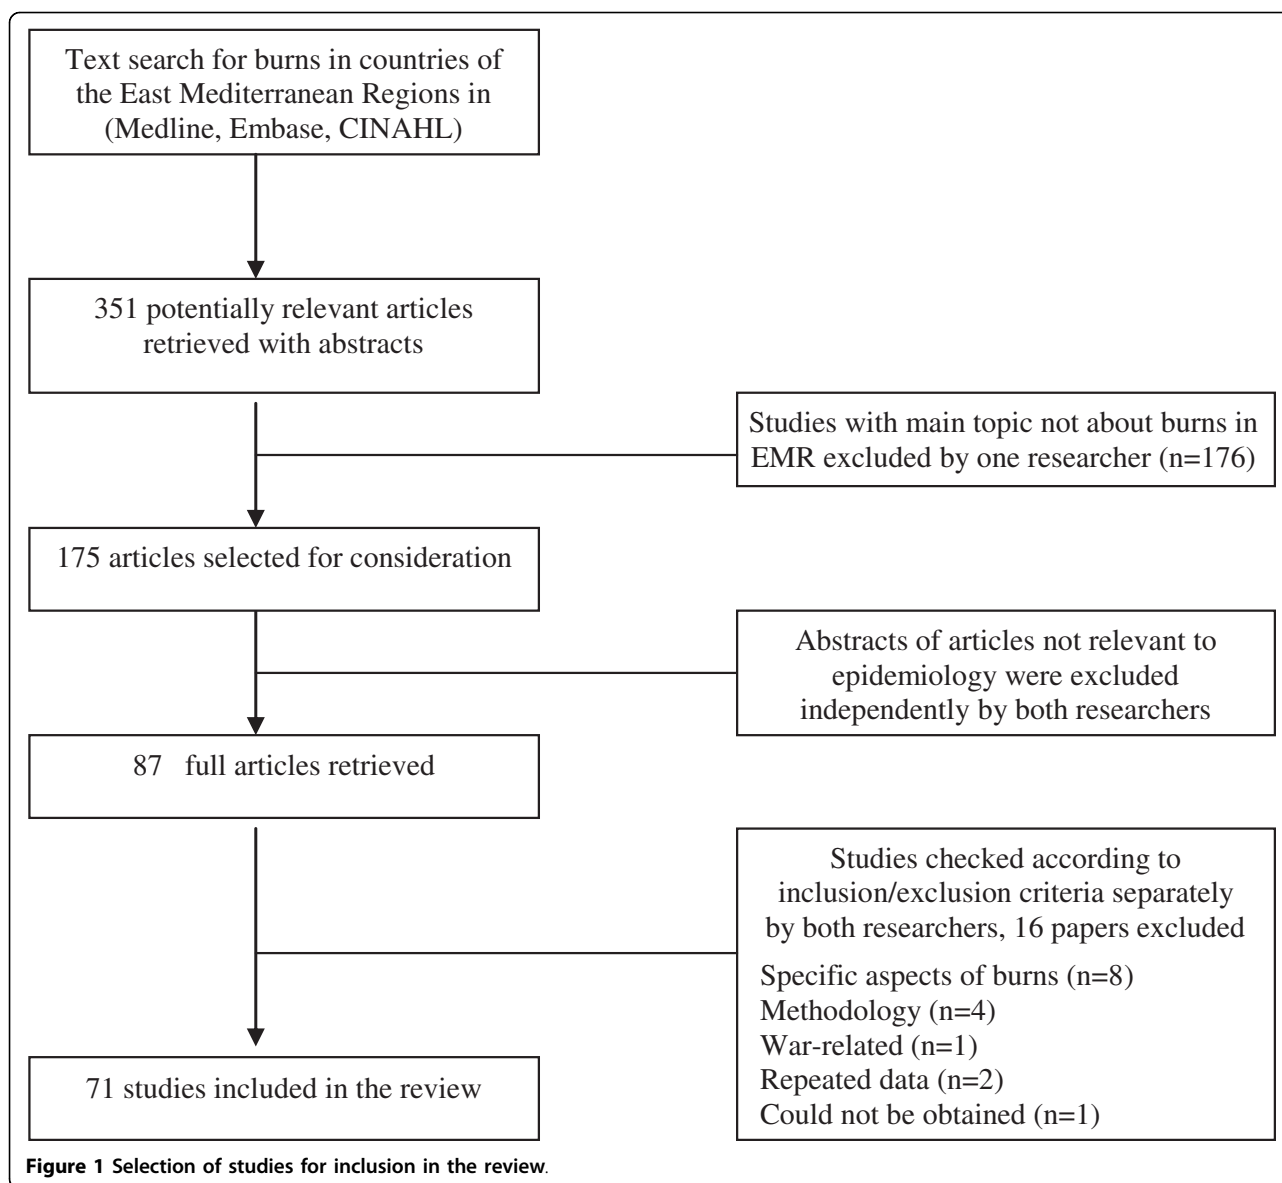 Text search for burns in countries of
the East Mediterranean Regions in
(Medline, Embase, CINAHL)
351 potentially relevant articles
retrieved with abstracts
Studies with main topic not about burns in
EMR excluded by one researcher (n=176)
175 articles selected for consideration
Abstracts of articles not relevant to
epidemiology were excluded
independently by both researchers
87 full articles retrieved
Studies checked according to
inclusion/exclusion criteria separately
by both researchers, 16 papers excluded
Specific aspects of burns (n=8)
Methodology (n=4)
War-related (n=1)
Repeated data (n=2)
Could not be obtained (n=1)
71 studies included in the review
Figure 1 Selection of studies for inclusion in the review.